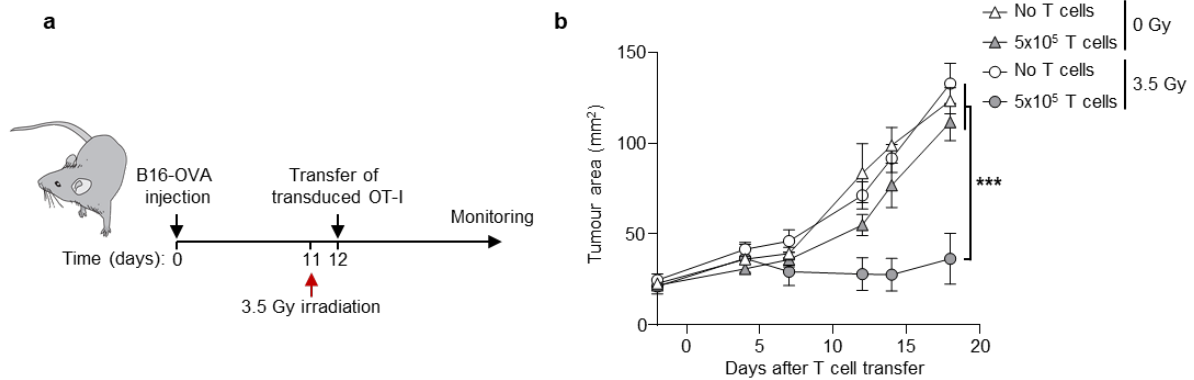 a
B16-OVA
injection
Transfer of
transduced OT-I
Monitoring
Time (days): 0
11 12
3.5 Gy irradiation
b
No T cells
5x10⁵ T cells
0 Gy
No T cells
5x10⁵ T cells
3.5 Gy
150
100
50
0
Tumour area (mm²)
***
0 5 10 15 20
Days after T cell transfer